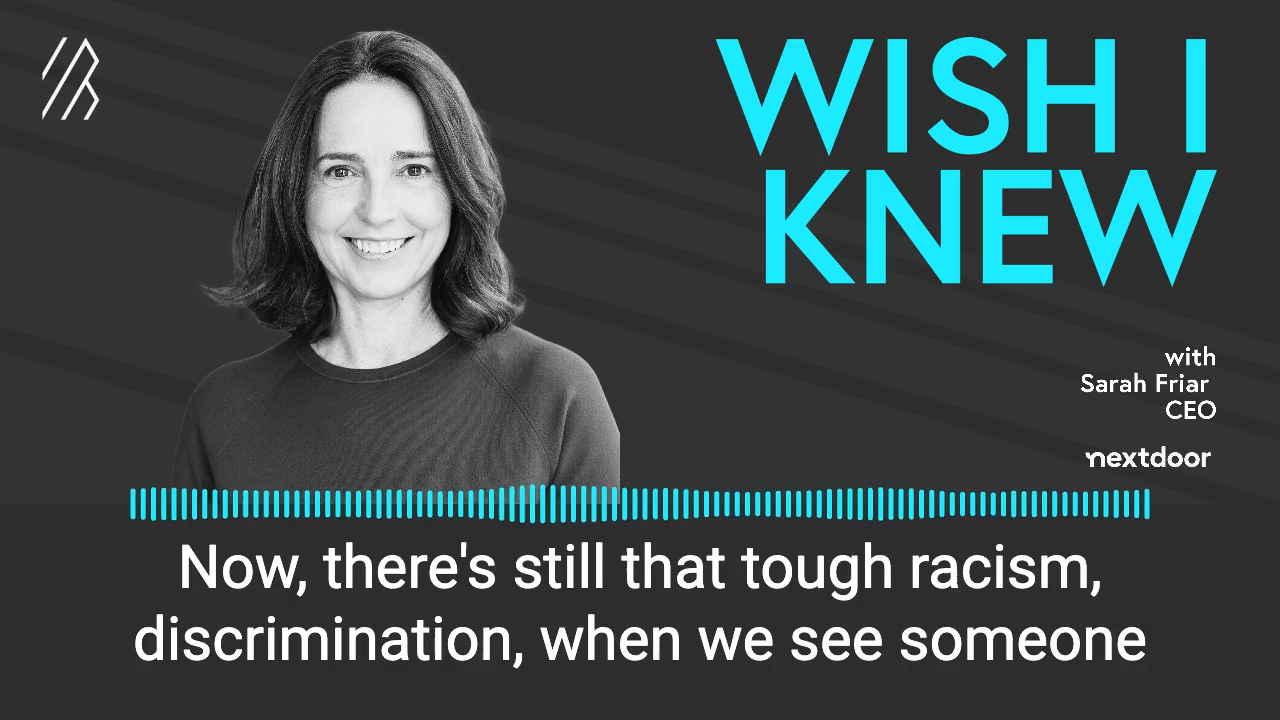 WISH I
KNEW
with
Sarah Friar
CEO
nextdoor
Now, there's still that tough racism,
discrimination, when we see someone